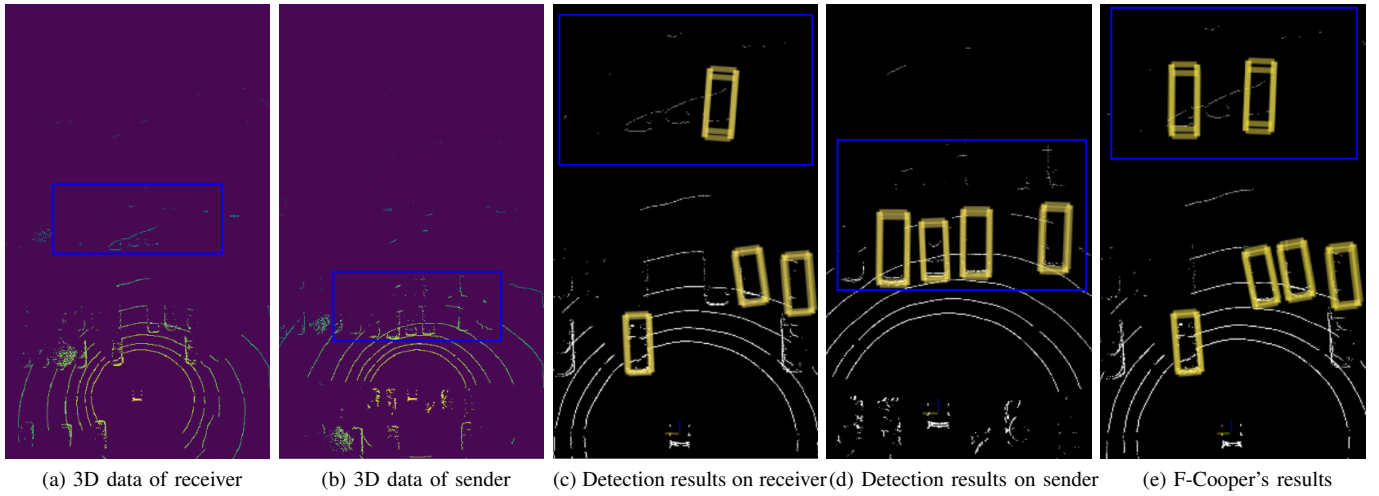 (a) 3D data of receiver
(b) 3D data of sender
(c) Detection results on receiver
(d) Detection results on sender
(e) F-Cooper's results